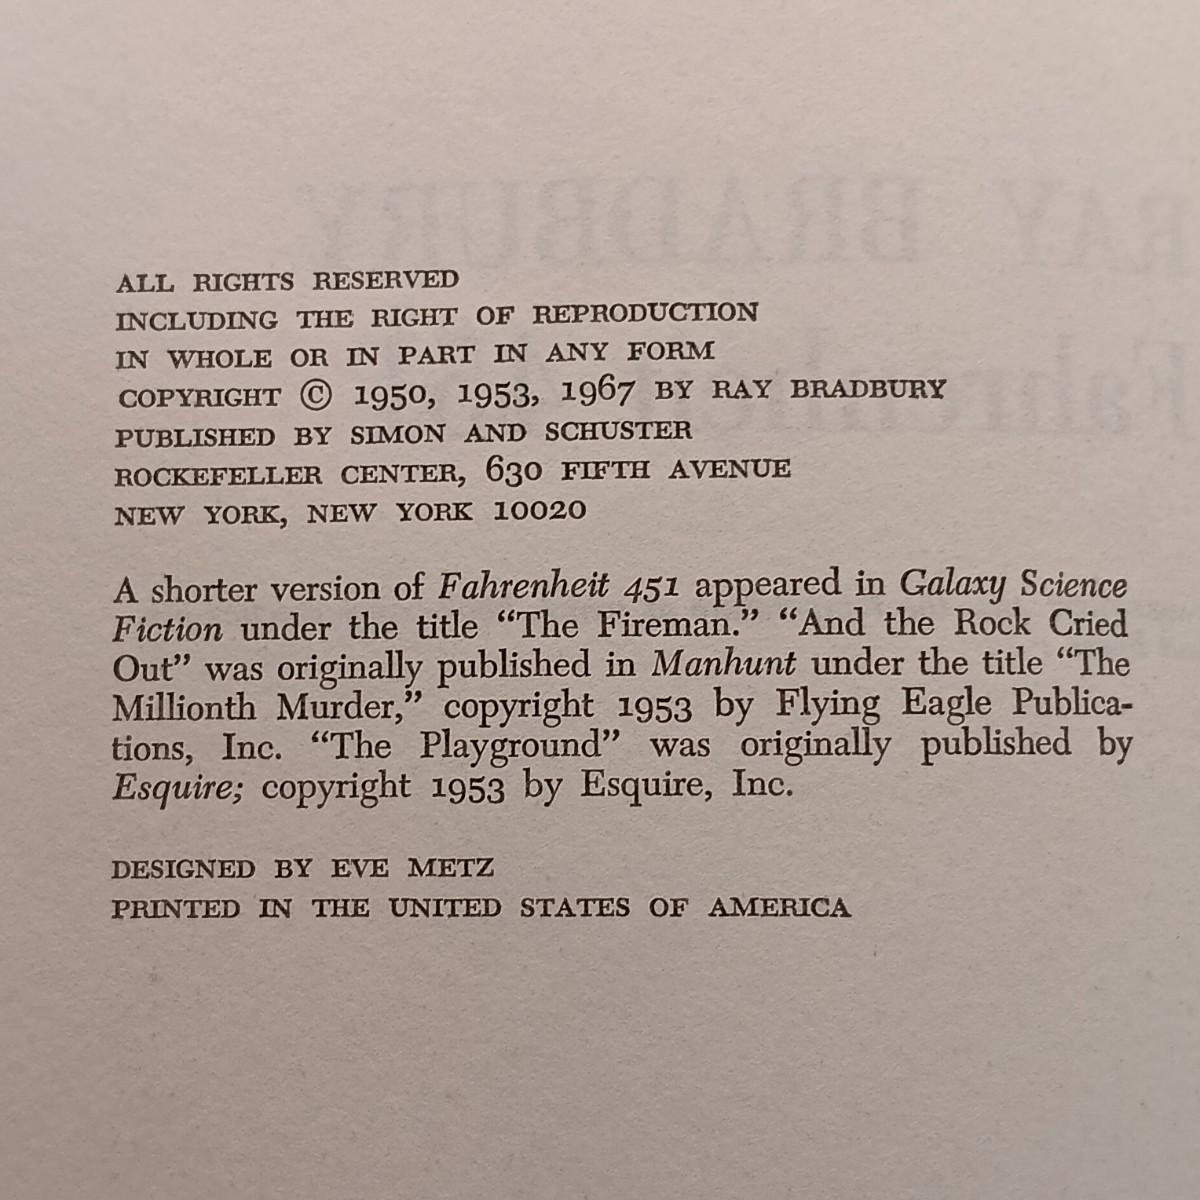 ALL RIGHTS RESERVED
INCLUDING THE RIGHT OF REPRODUCTION
IN WHOLE OR IN PART IN ANY FORM
COPYRIGHT © 1950, 1953, 1967 BY RAY BRADBURY
PUBLISHED BY SIMON AND SCHUSTER
ROCKEFELLER CENTER, 630 FIFTH AVENUE
NEW YORK, NEW YORK 10020
A shorter version of Fahrenheit 451 appeared in Galaxy Science
Fiction under the title “The Fireman.” “And the Rock Cried
Out” was originally published in Manhunt under the title “The
Millionth Murder,” copyright 1953 by Flying Eagle Publica-
tions, Inc. “The Playground” was originally published by
Esquire; copyright 1953 by Esquire, Inc.
DESIGNED BY EVE METZ
PRINTED IN THE UNITED STATES OF AMERICA